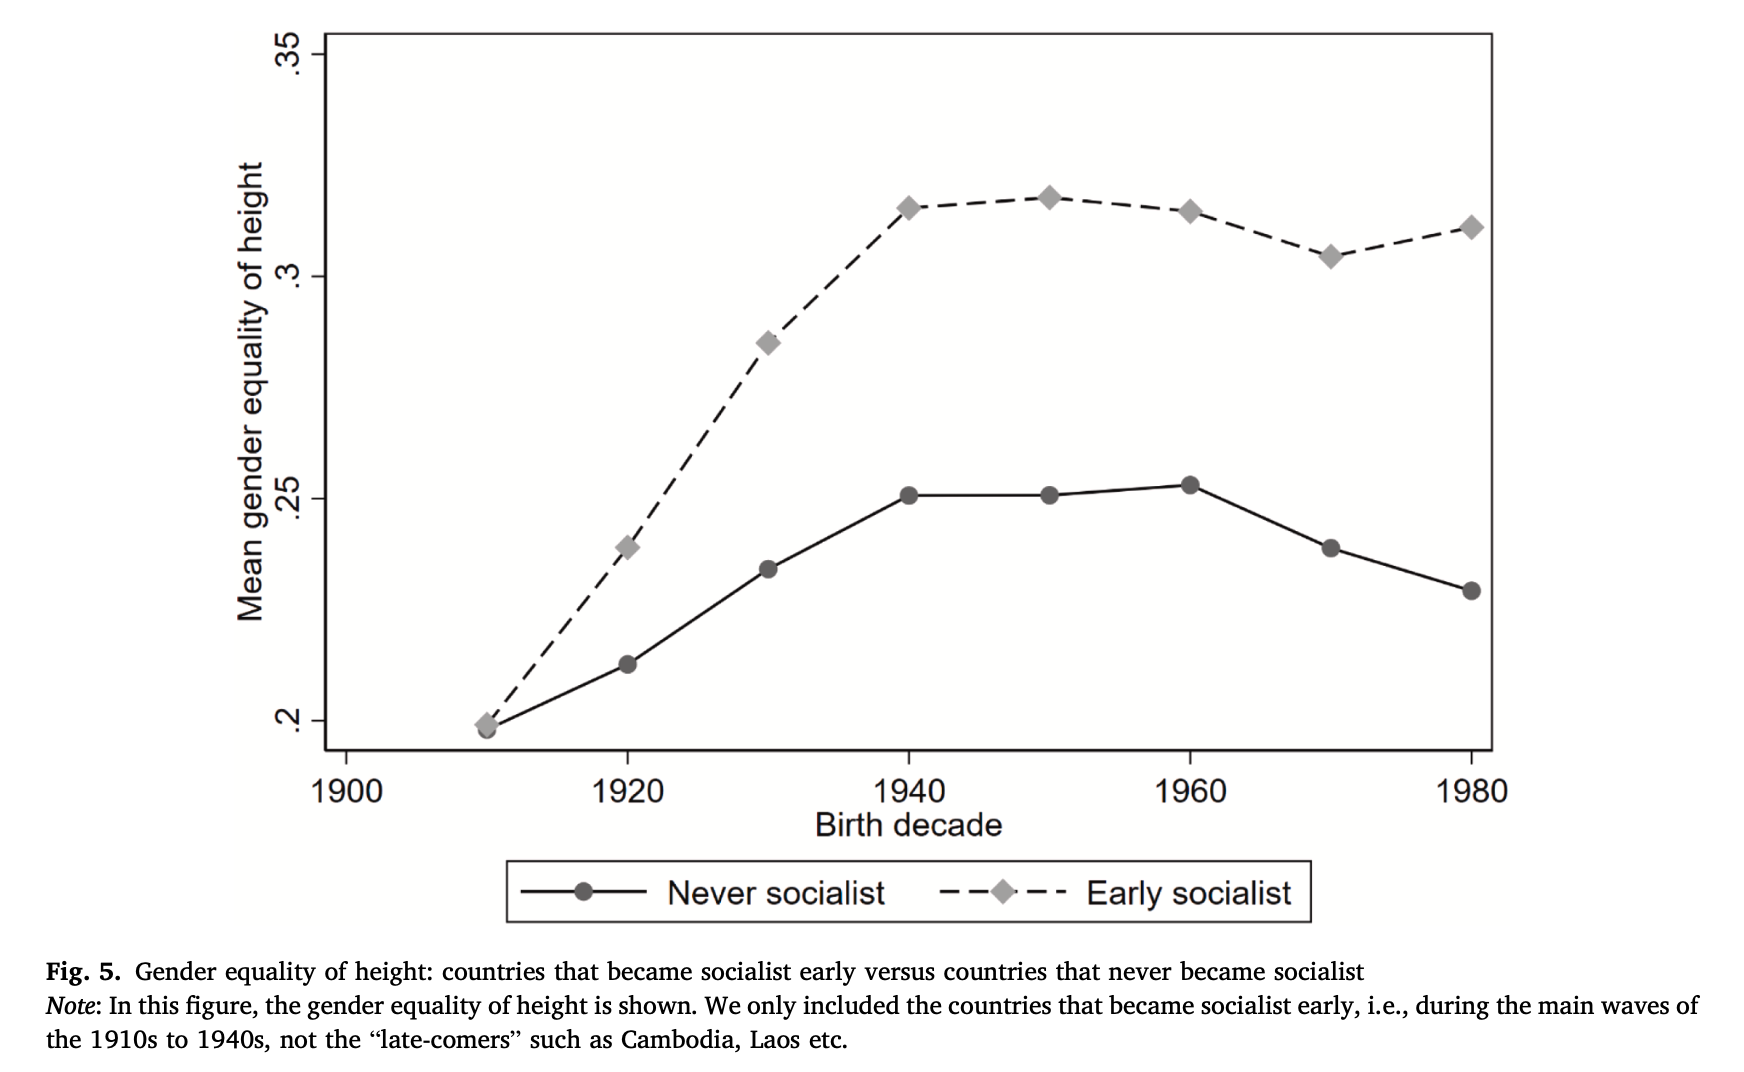 .35
.3
.25
.2
Mean gender equality of height
1900 1920 1940 1960 1980
Birth decade
Never socialist Early socialist
Fig. 5. Gender equality of height: countries that became socialist early versus countries that never became socialist
Note: In this figure, the gender equality of height is shown. We only included the countries that became socialist early, i.e., during the main waves of
the 1910s to 1940s, not the “late-comers” such as Cambodia, Laos etc.